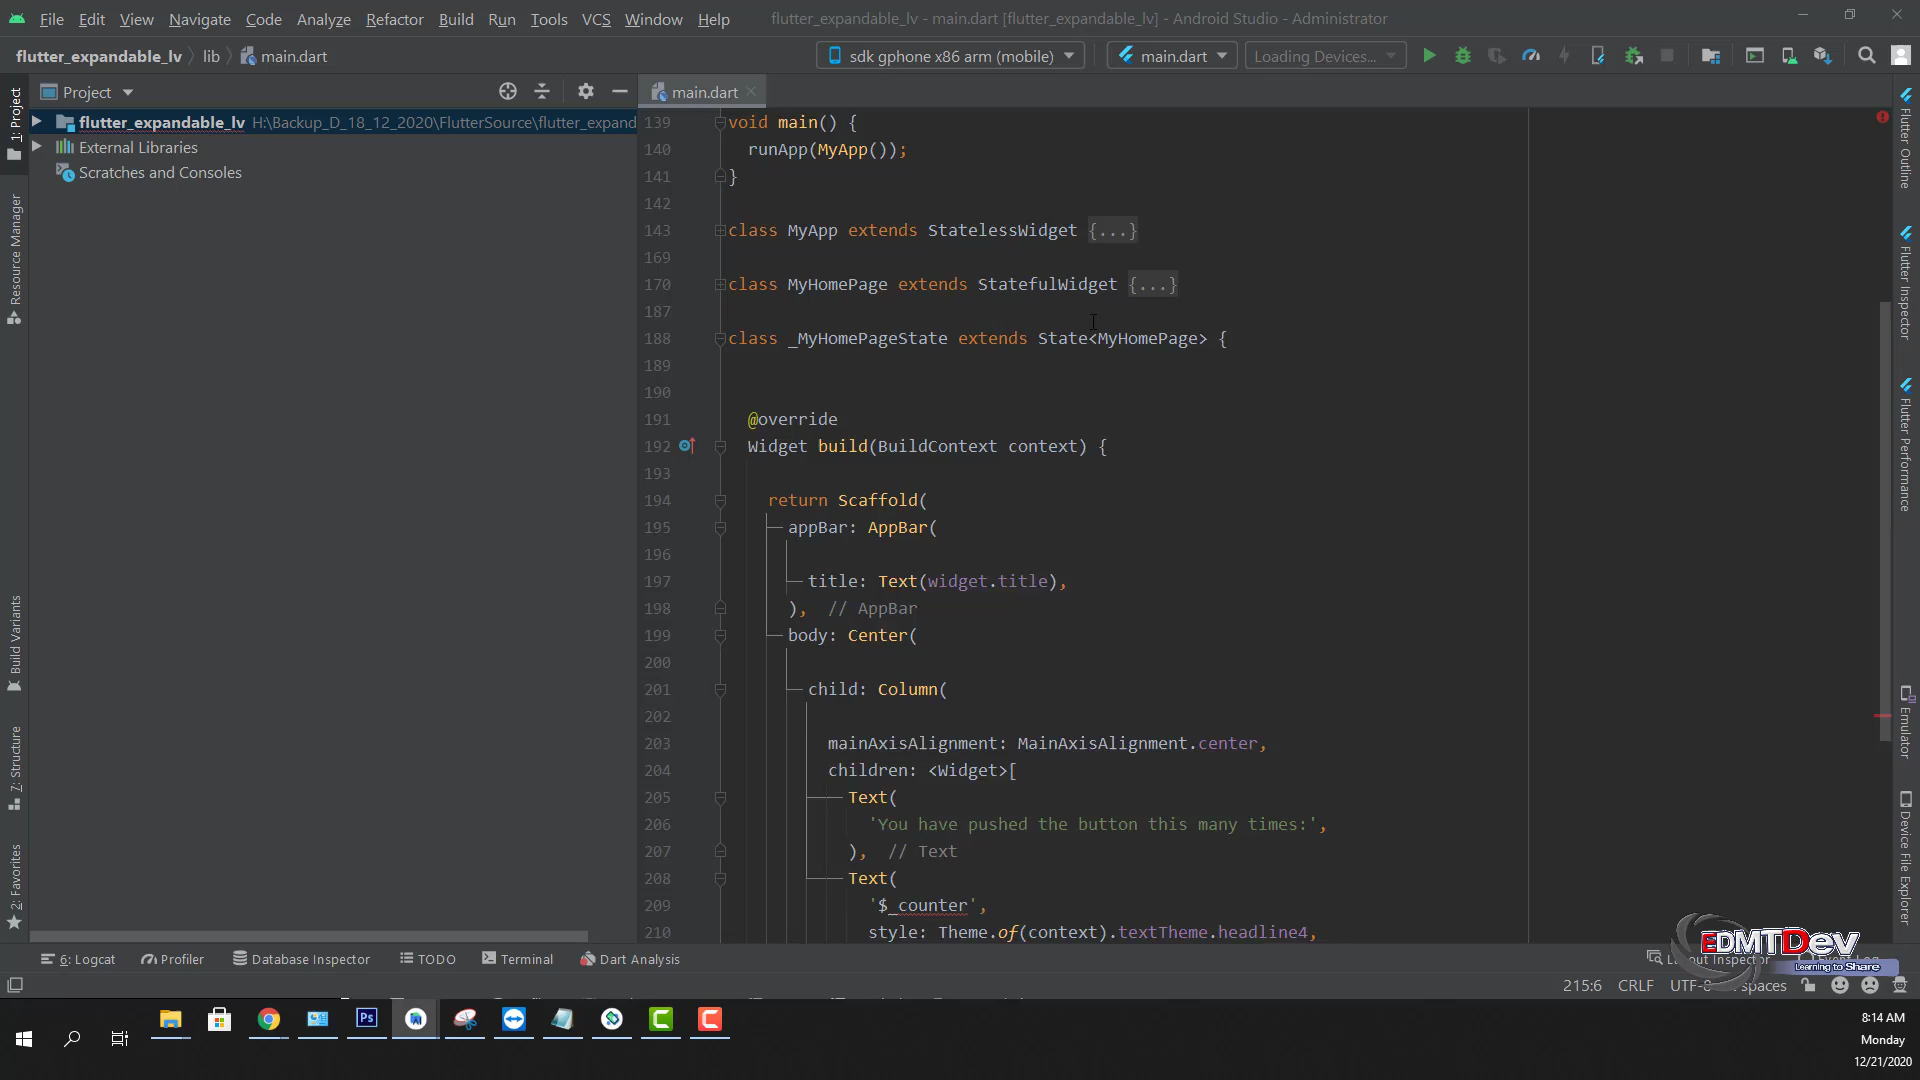 File Edit View Navigate Code Analyze Refactor Build Run Tools VCS Window Help flutter_expandable_lv - main.dart [flutter_expandable_lv] - Android Studio - Administrator
flutter_expandable_lv lib main.dart sdk gphone x86 arm (mobile) main.dart Loading Devices...
Project main.dart
flutter_expandable_lv H:\Backup_D_18_12_2020\FlutterSource\flutter_expand
External Libraries
Scratches and Consoles
1: Project
Resource Manager
Build Variants
7: Structure
2: Favorites
139 void main() {
140 runApp(MyApp());
141 }
142
143 class MyApp extends StatelessWidget {...}
169
170 class MyHomePage extends StatefulWidget {...}
187
188 class _MyHomePageState extends State<MyHomePage> {
189
190
191 @override
192 Widget build(BuildContext context) {
193
194 return Scaffold(
195 appBar: AppBar(
196
197 title: Text(widget.title),
198 ), // AppBar
199 body: Center(
200
201 child: Column(
202
203 mainAxisAlignment: MainAxisAlignment.center,
204 children: <Widget>[
205 Text(
206 'You have pushed the button this many times:',
207 ), // Text
208 Text(
209 '$_counter',
210 style: Theme.of(context).textTheme.headline4,
Flutter Outline
Flutter Inspector
Flutter Performance
Emulator
Device File Explorer
6: Logcat Profiler Database Inspector TODO Terminal Dart Analysis
EDMTDev
Learning to Share
215:6 CRLF UTF-8 spaces
Ps
8:14 AM
Monday
12/21/2020